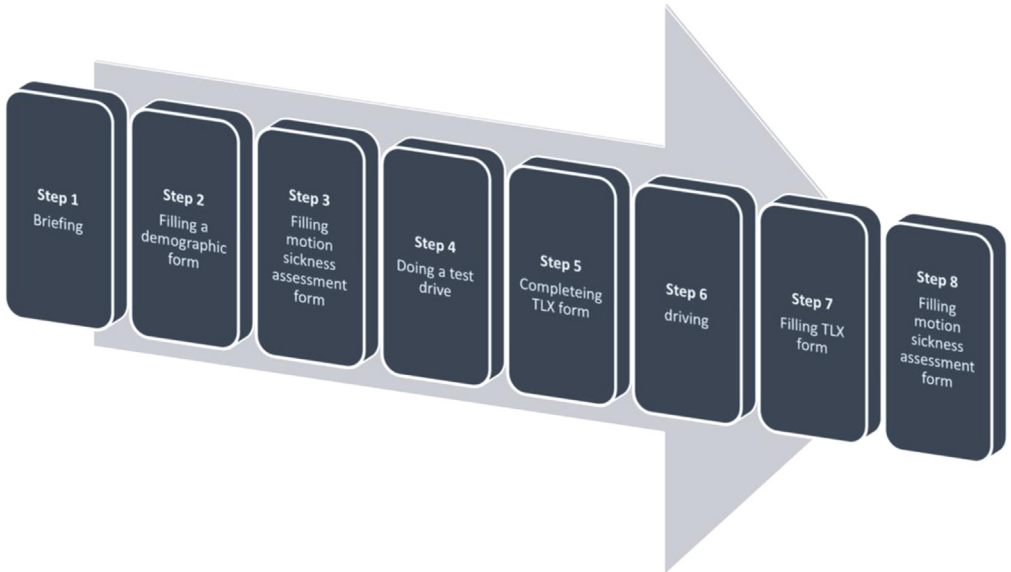 Step 1
Briefing
Step 2
Filling a
demographic
form
Step 3
Filling
motion
sickness
assessment
form
Step 4
Doing a test
drive
Step 5
Completeing
TLX form
Step 6
driving
Step 7
Filling TLX
form
Step 8
Filling
motion
sickness
assessment
form